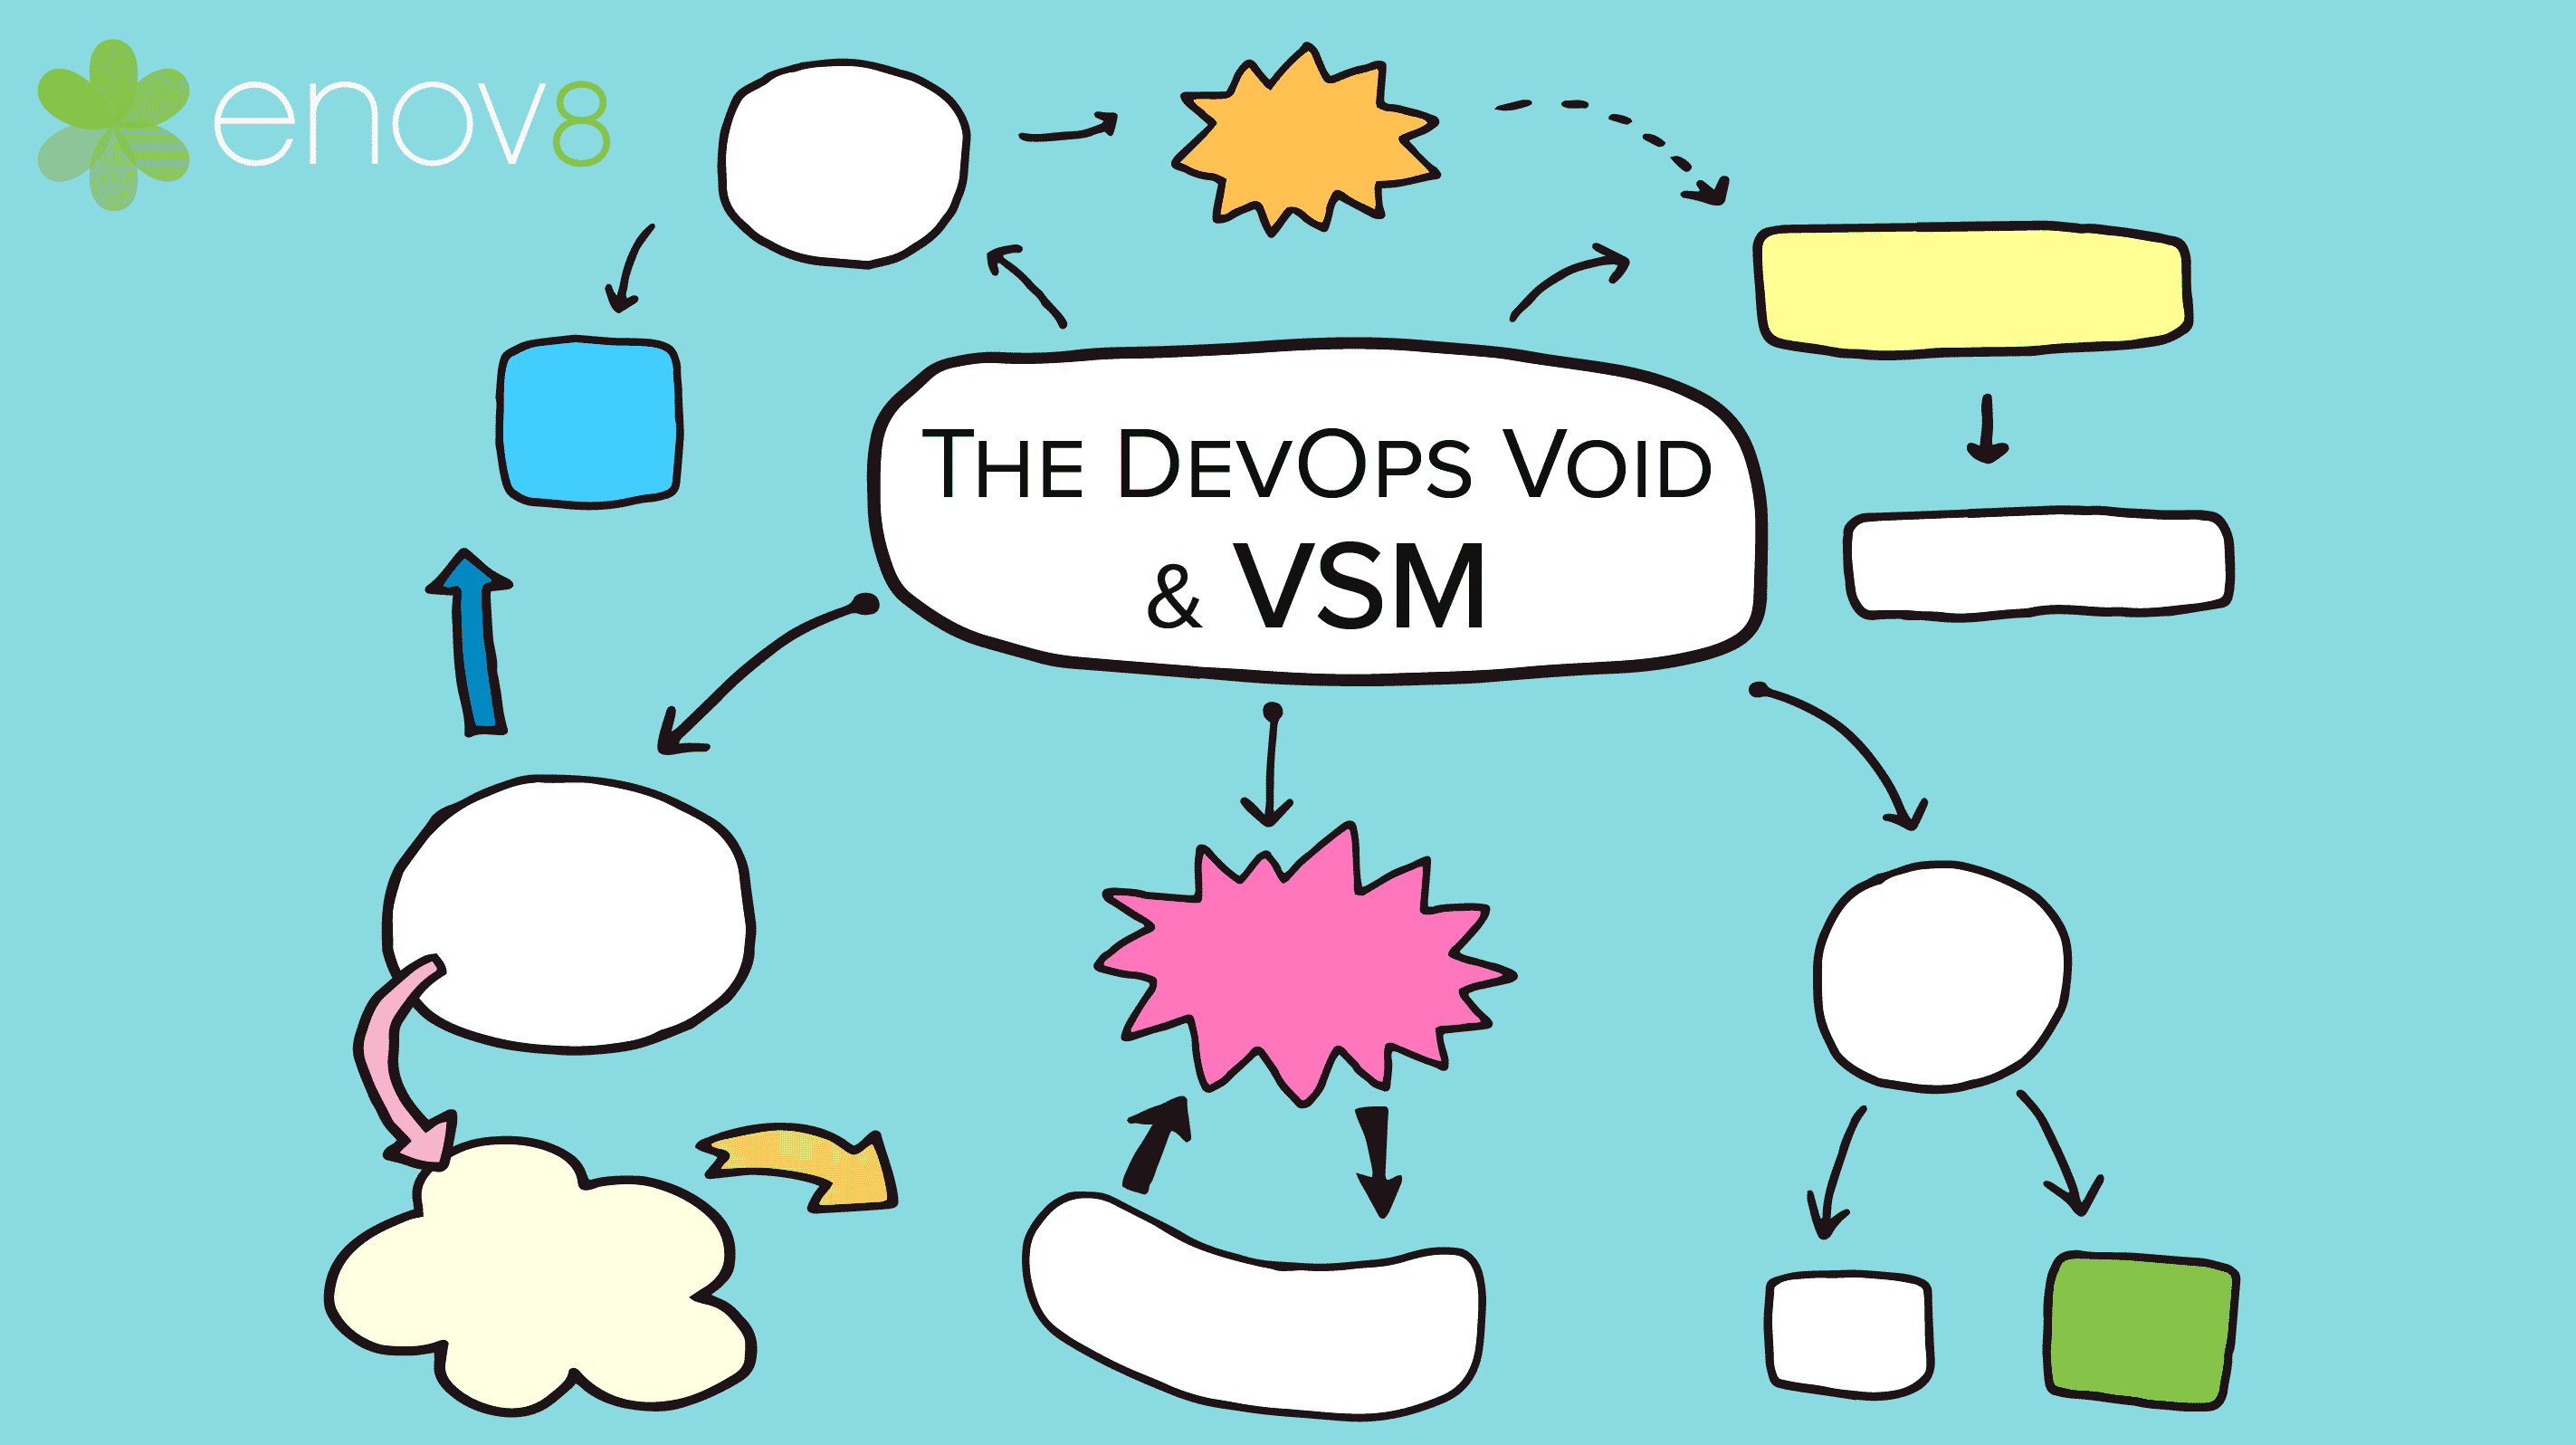 enov8
The DevOps Void
& VSM